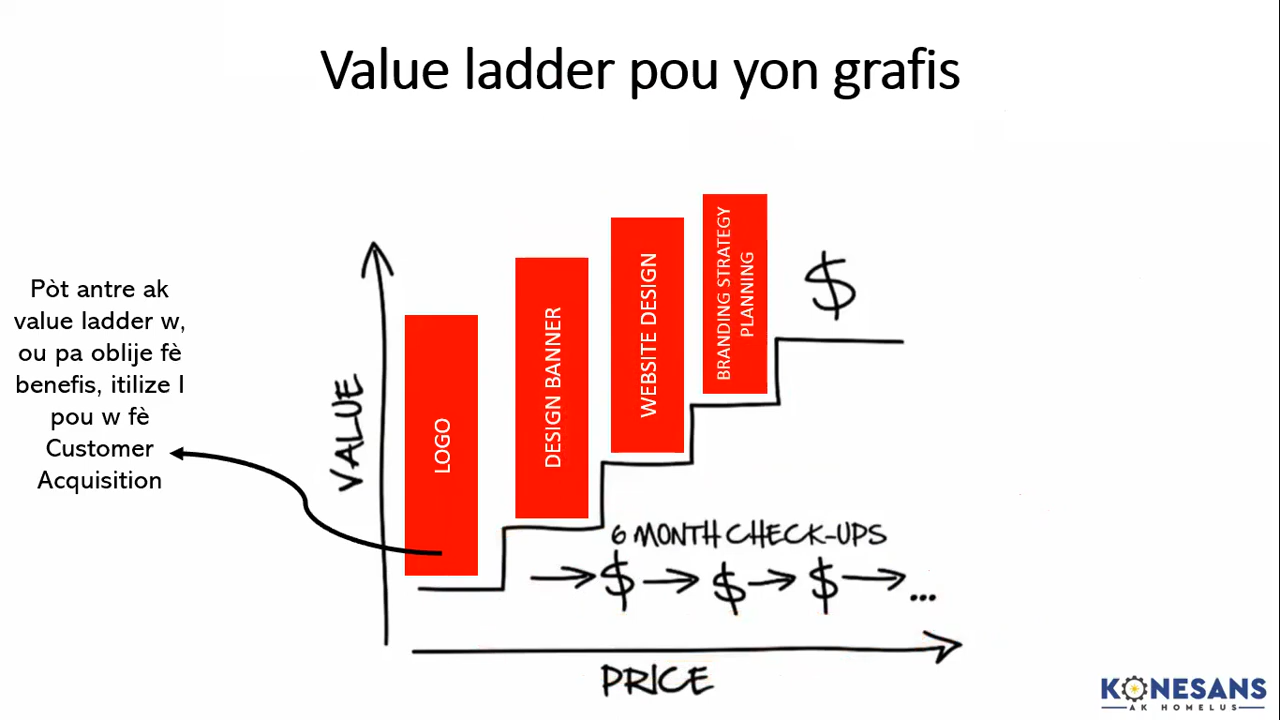 Value ladder pou yon grafis
Pòt antre ak
value ladder w,
ou pa oblije fè
benefis, itilize l
pou w fè
Customer
Acquisition
VALUE
LOGO
DESIGN BANNER
WEBSITE DESIGN
BRANDING STRATEGY
PLANNING
$
6 MONTH CHECK-UPS
→ $ → $ → $ → ...
PRICE
KONESANS
AK HOMELUS